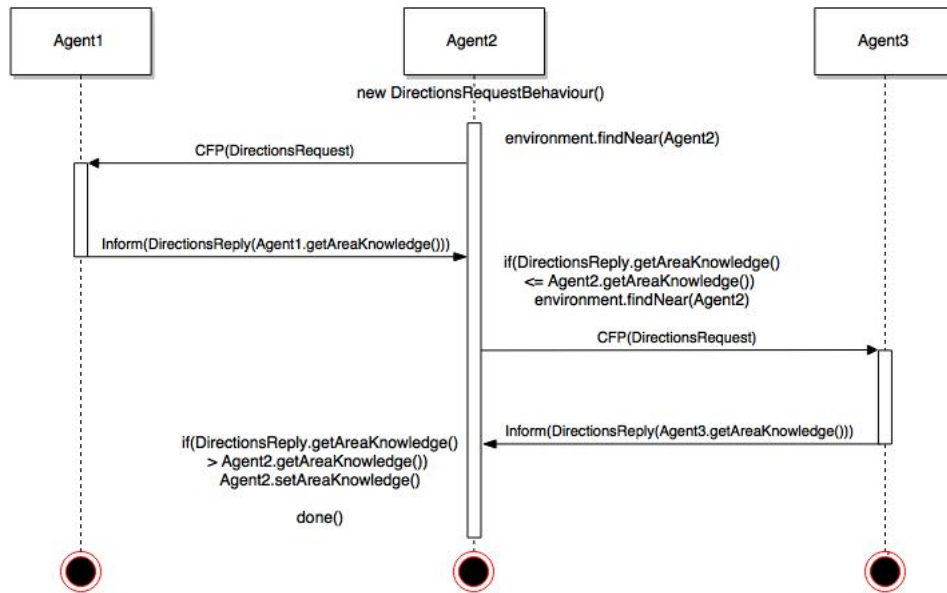 Agent1
Agent2
Agent3
new DirectionsRequestBehaviour()
environment.findNear(Agent2)
CFP(DirectionsRequest)
Inform(DirectionsReply(Agent1.getAreaKnowledge()))
if(DirectionsReply.getAreaKnowledge()
<= Agent2.getAreaKnowledge())
environment.findNear(Agent2)
CFP(DirectionsRequest)
Inform(DirectionsReply(Agent3.getAreaKnowledge()))
if(DirectionsReply.getAreaKnowledge()
> Agent2.getAreaKnowledge())
Agent2.setAreaKnowledge()
done()